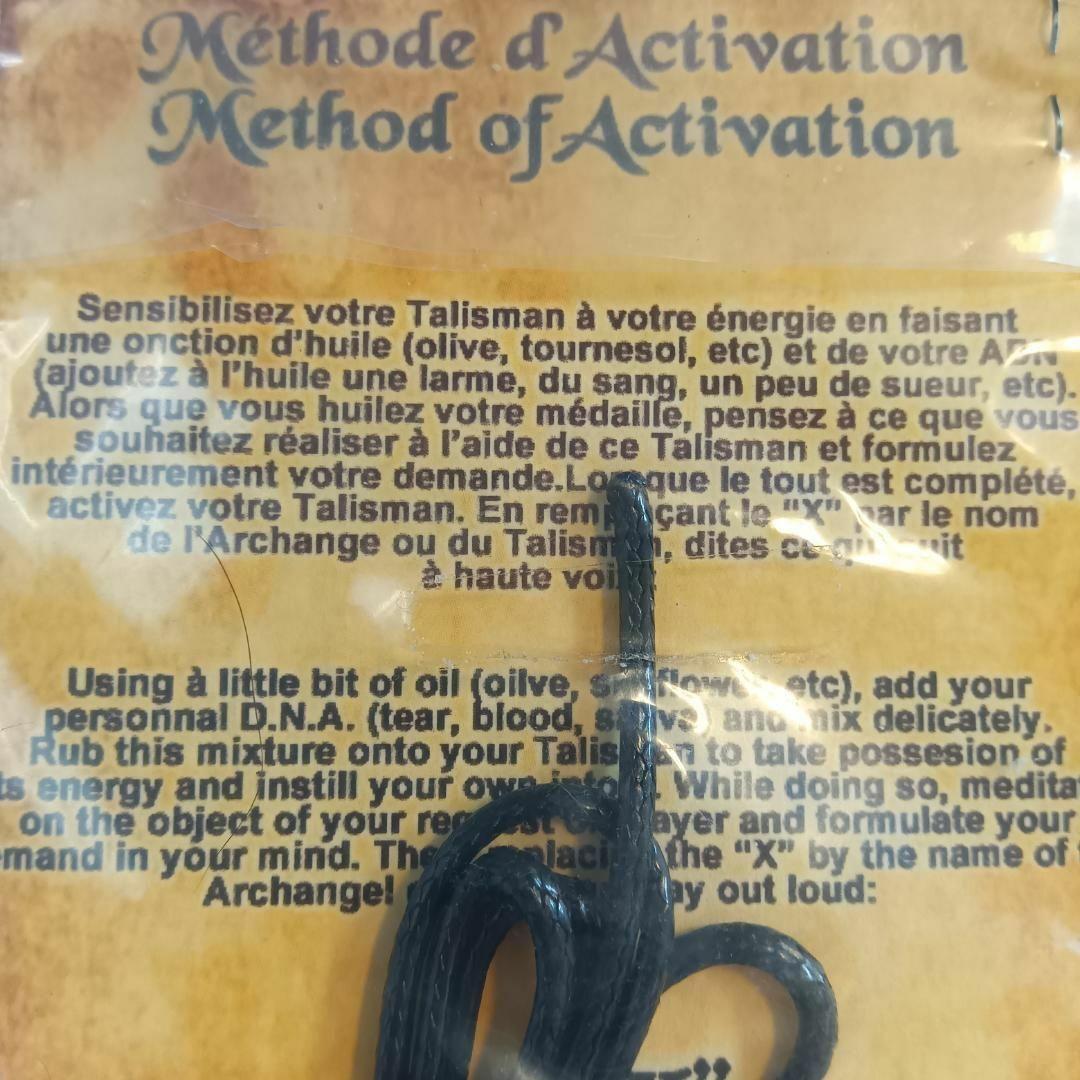 Méthode d'Activation
Method of Activation
Sensibilisez votre Talisman à votre énergie en faisant
une onction d'huile (olive, tournesol, etc) et de votre
(ajoutez à l'huile une larme, du sang, un peu de sueur, etc).
Alors que vous huilez votre médaille, pensez à ce que vous
souhaitez réaliser à l'aide de ce Talisman et formulez
intérieurement votre demande. que le tout est complété,
activez votre Talisman. En le "X" par le nom
de l'Archange ou du dites
à haute
Using à little bit of oil (oilve, etc), add your
personnal D.N.A. (tear, blood, and mix delicately.
Rub this mixture onto your to take possesion of
energy and instill your own While doing so,
on the object of your and formulate your
in your mind. the "X" by the name of
Archangel out loud: